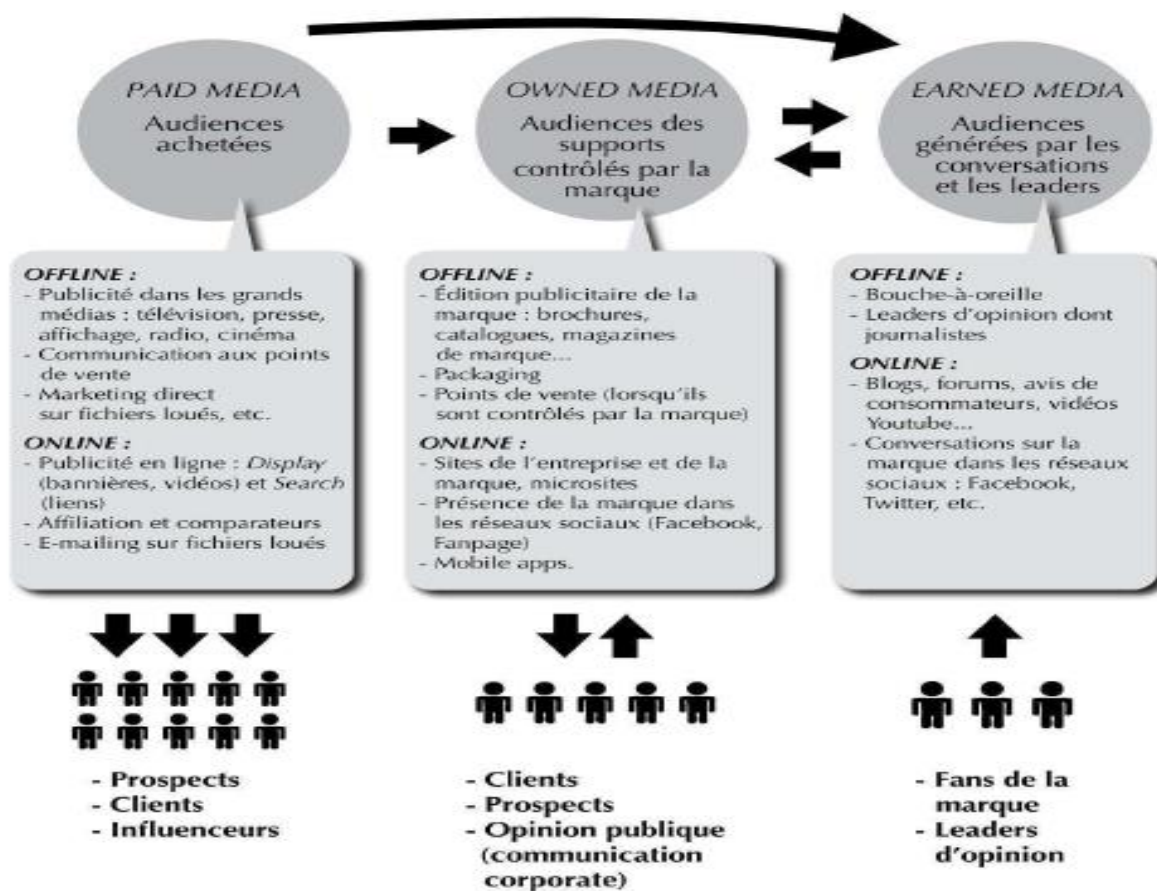 PAID MEDIA
Audiences
achetées
OWNED MEDIA
Audiences des
supports
contrôlés par la
marque
EARNED MEDIA
Audiences
générées par les
conversations
et les leaders
OFFLINE :
- Publicité dans les grands
médias : télévision, presse,
affichage, radio, cinéma
- Communication aux points
de vente
- Marketing direct
sur fichiers loués, etc.
ONLINE :
- Publicité en ligne : Display
(bannières, vidéos) et Search
(liens)
- Affiliation et comparateurs
- E-mailing sur fichiers loués
OFFLINE :
- Édition publicitaire de la
marque : brochures,
catalogues, magazines
de marque...
- Packaging
- Points de vente (lorsqu'ils
sont contrôlés par la marque)
ONLINE :
- Sites de l'entreprise et de la
marque, microsites
- Présence de la marque dans
les réseaux sociaux (Facebook,
Fanpage)
- Mobile apps.
OFFLINE :
- Bouche-à-oreille
- Leaders d'opinion dont
journalistes
ONLINE :
- Blogs, forums, avis de
consommateurs, vidéos
Youtube...
- Conversations sur la
marque dans les réseaux
sociaux : Facebook,
Twitter, etc.
- Prospects
- Clients
- Influenceurs
- Clients
- Prospects
- Opinion publique
(communication
corporate)
- Fans de la
marque
- Leaders
d'opinion